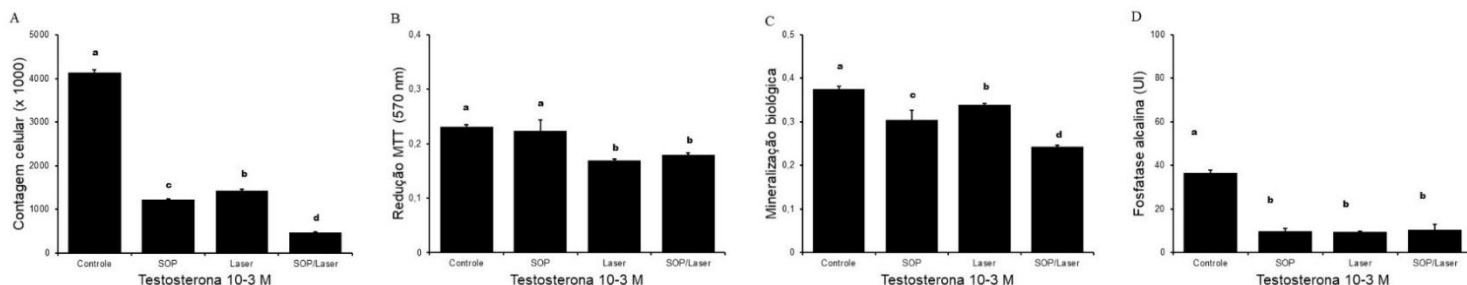 A
Contagem celular (x 1000)
5000
4000
3000
2000
1000
0
a
c
b
d
Controle
SOP
Laser
SOP/Laser
Testosterona 10-3 M
B
Redução MTT (570 nm)
0,4
0,3
0,2
0,1
0
a
a
b
b
Controle
SOP
Laser
SOP/Laser
Testosterona 10-3 M
C
Mineralização biológica
0,5
0,4
0,3
0,2
0,1
0
a
c
b
d
Controle
SOP
Laser
SOP/Laser
Testosterona 10-3 M
D
Fosfatase alcalina (UI)
100
80
60
40
20
0
a
b
b
b
Controle
SOP
Laser
SOP/Laser
Testosterona 10-3 M